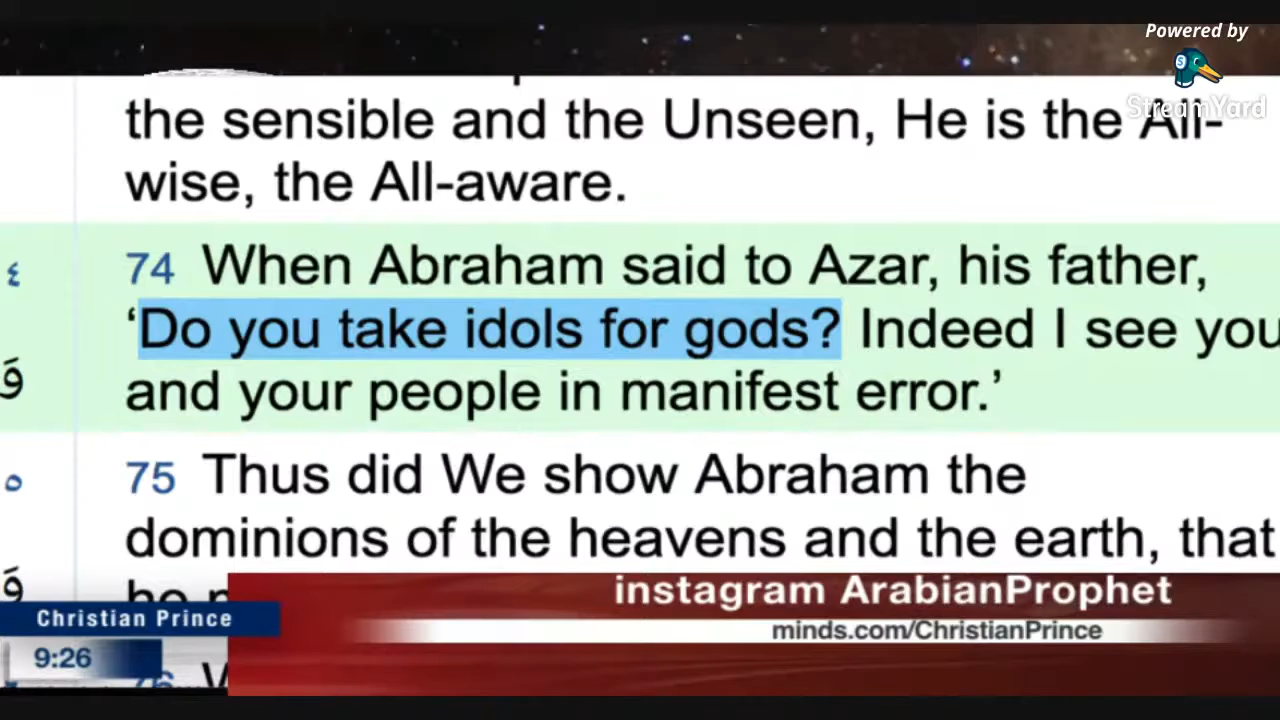 Powered by
StreamYard
the sensible and the Unseen, He is the All-
wise, the All-aware.
٤
74 When Abraham said to Azar, his father,
‘Do you take idols for gods? Indeed I see you
and your people in manifest error.’
٥
75 Thus did We show Abraham the
dominions of the heavens and the earth, that
instagram ArabianProphet
minds.com/ChristianPrince
Christian Prince
9:26